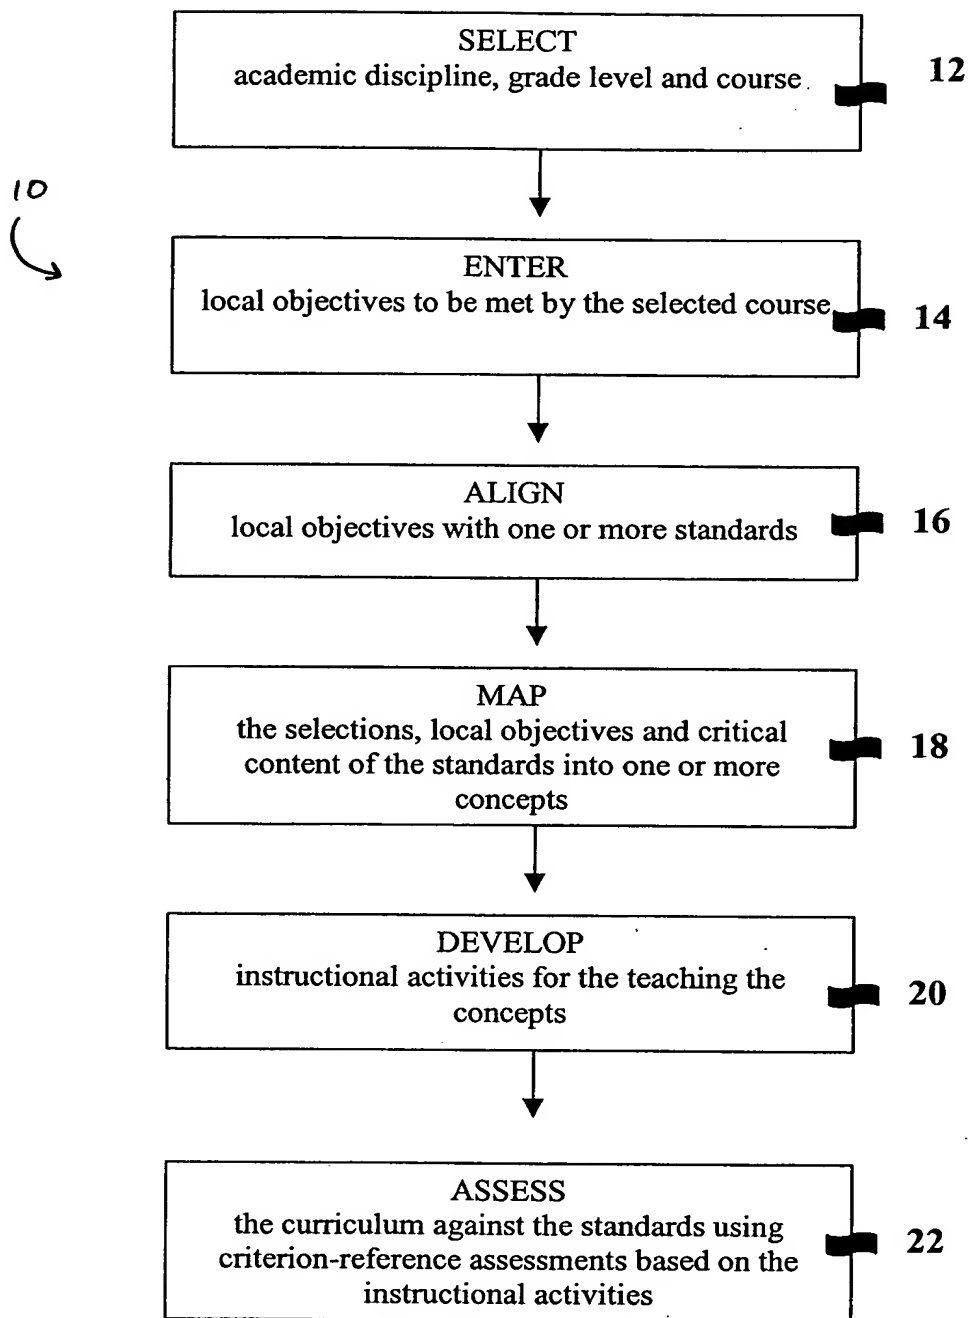 SELECT
academic discipline, grade level and course
12
10
ENTER
local objectives to be met by the selected course
14
ALIGN
local objectives with one or more standards
16
MAP
the selections, local objectives and critical
content of the standards into one or more
concepts
18
DEVELOP
instructional activities for the teaching the
concepts
20
ASSESS
the curriculum against the standards using
criterion-reference assessments based on the
instructional activities
22